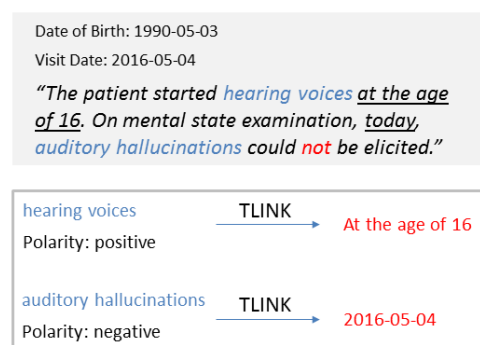 Date of Birth: 1990-05-03
Visit Date: 2016-05-04
“The patient started hearing voices at the age
of 16. On mental state examination, today,
auditory hallucinations could not be elicited.”
hearing voices TLINK At the age of 16
Polarity: positive
auditory hallucinations TLINK 2016-05-04
Polarity: negative